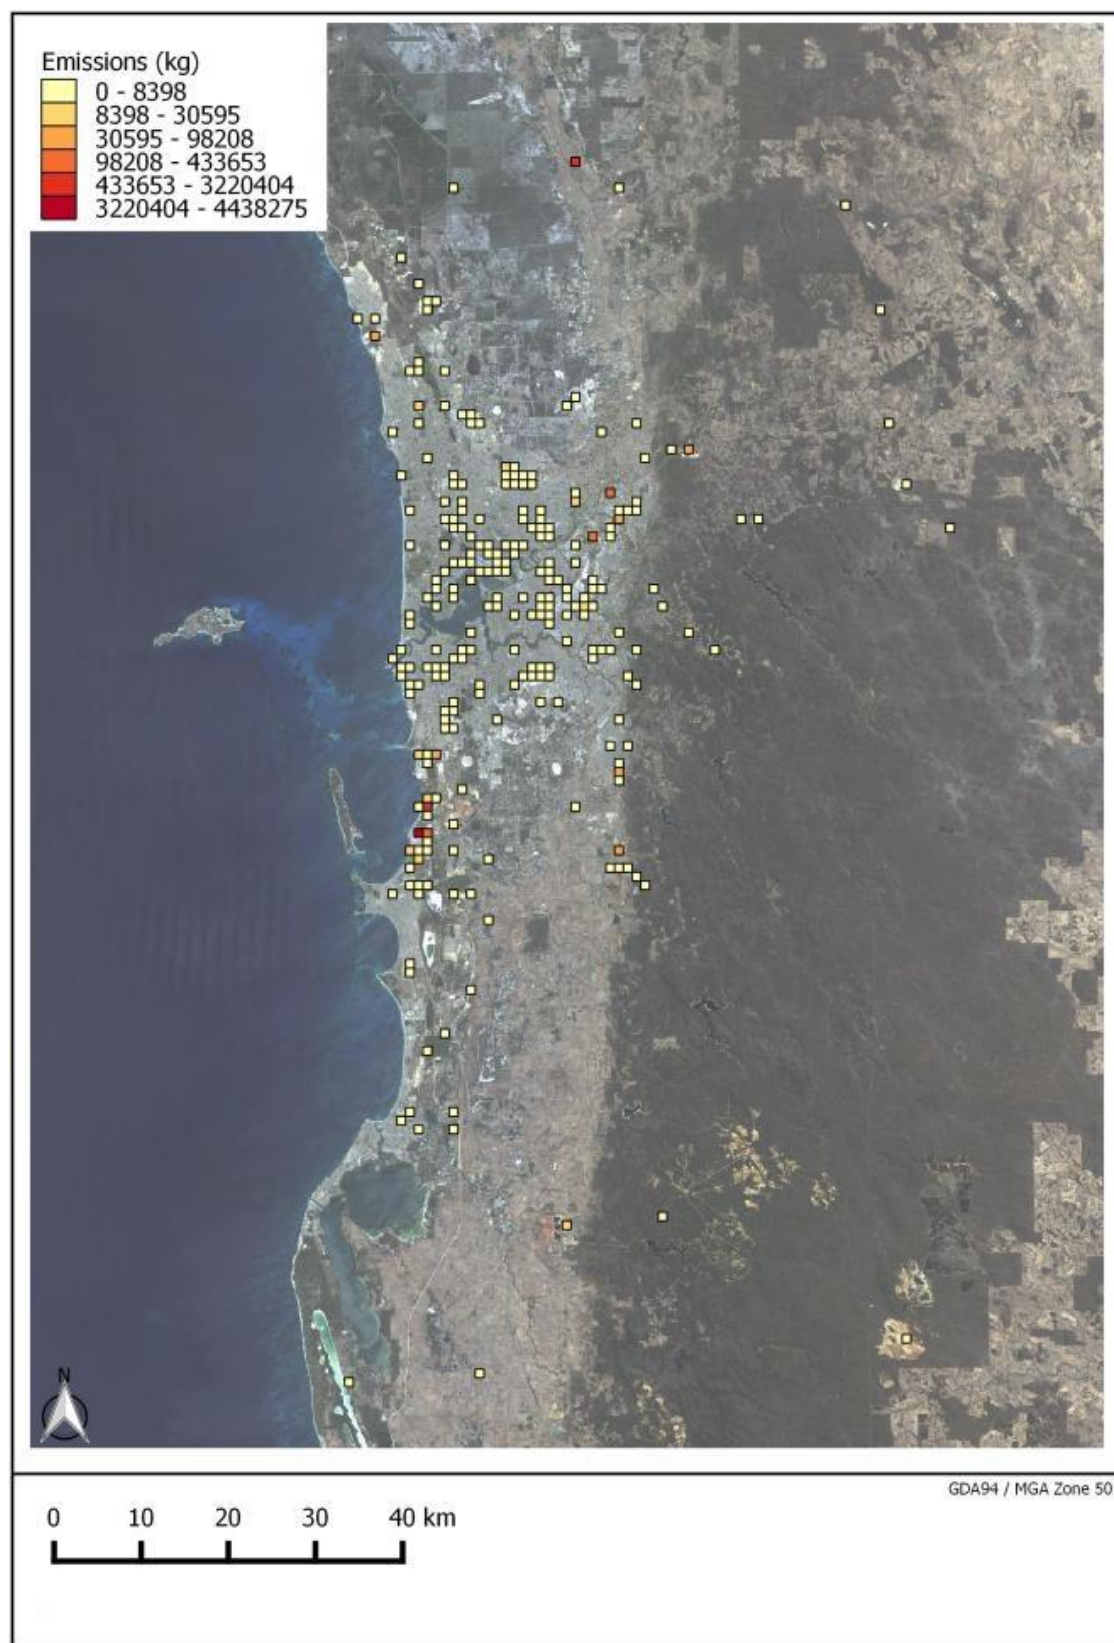 Emissions (kg)
0 - 8398
8398 - 30595
30595 - 98208
98208 - 433653
433653 - 3220404
3220404 - 4438275
N
GDA94 / MGA Zone 50
0 10 20 30 40 km